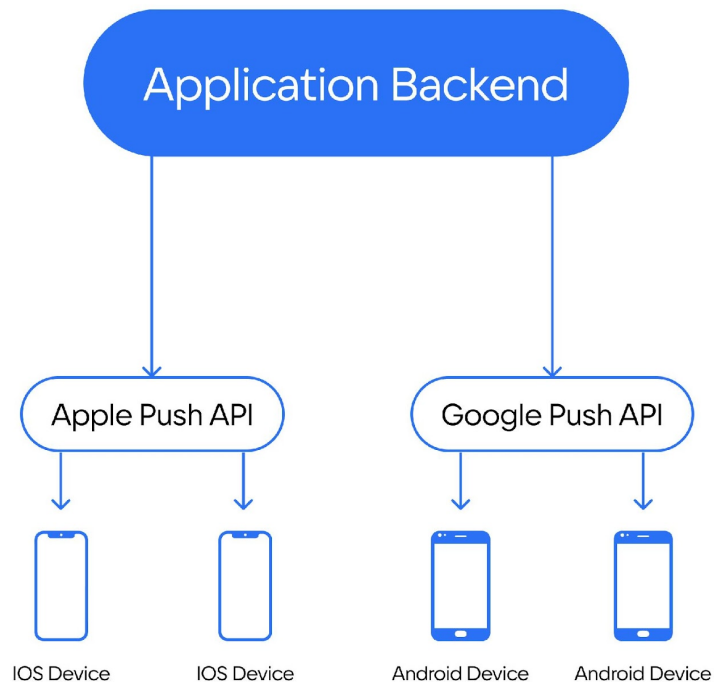 Application Backend
Apple Push API
Google Push API
IOS Device
IOS Device
Android Device
Android Device